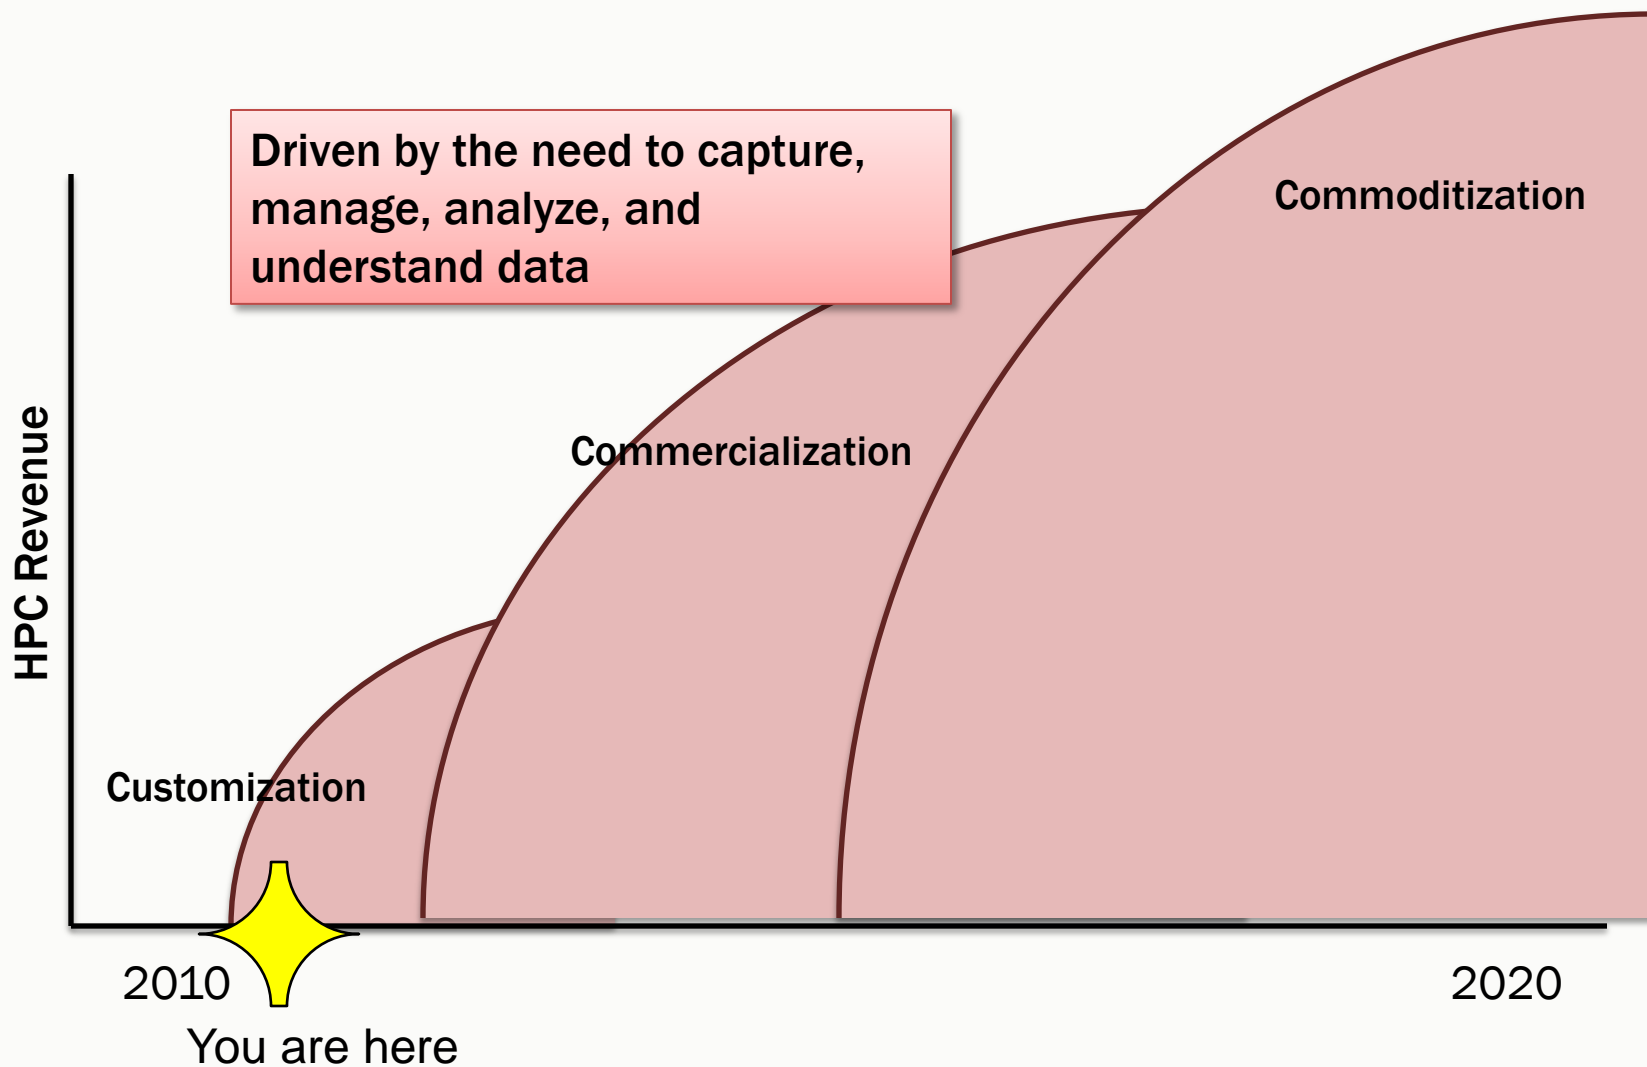 Driven by the need to capture,
manage, analyze, and
understand data
Commoditization
Commercialization
HPC Revenue
Customization
2010
2020
You are here